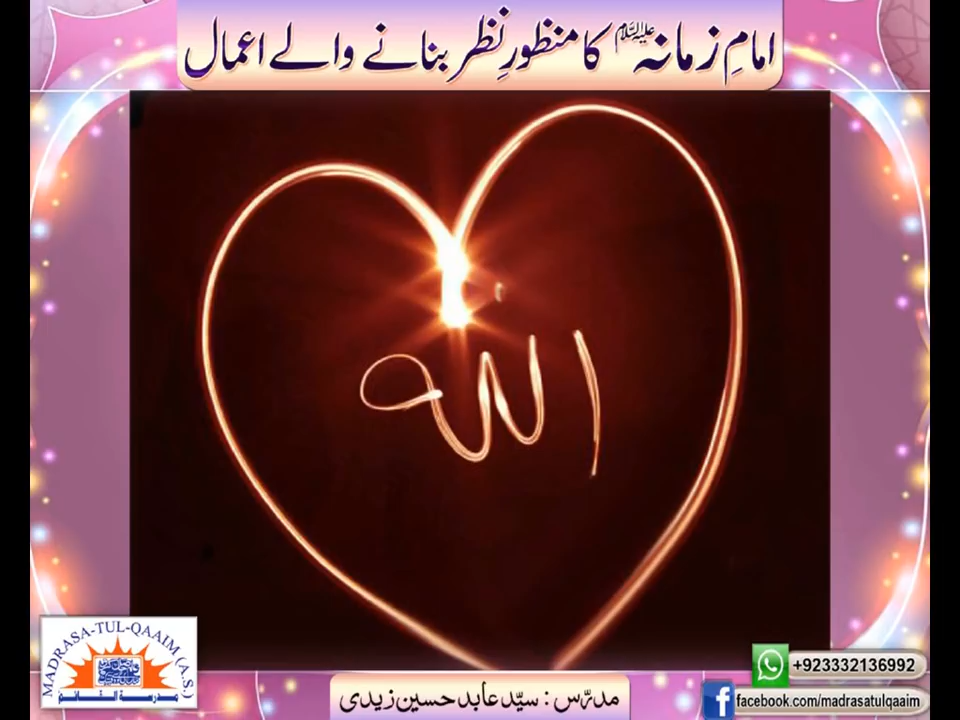 امامِ زمانہ علیہ السلام کا منظورِ نظر بنانے والے اعمال
الله
MADRASA-TUL-QAAIM (A.S.)
مدرسة القائم
مدرّس : سیّد عابد حسین زیدی
+923332136992
facebook.com/madrasatulqaaim